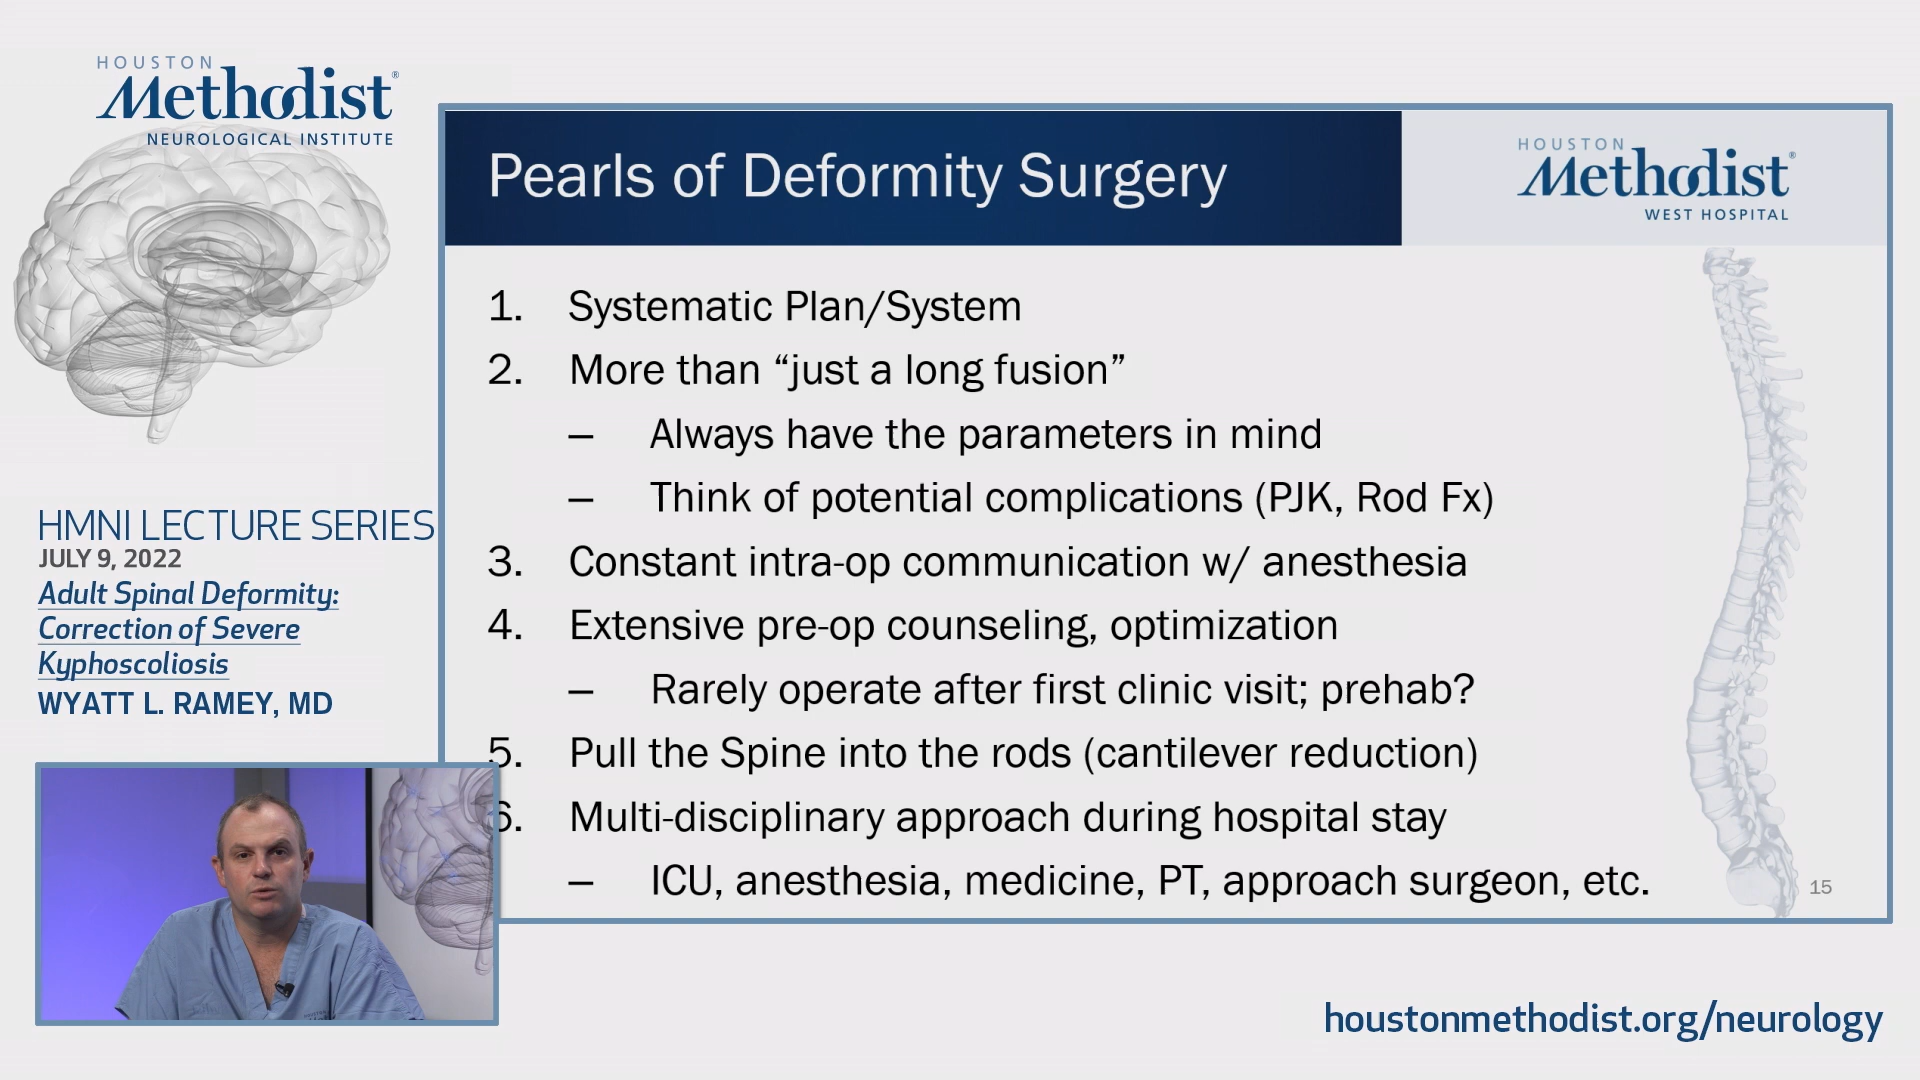 HOUSTON
Methodist®
NEUROLOGICAL INSTITUTE
HMNI LECTURE SERIES
JULY 9, 2022
Adult Spinal Deformity:
Correction of Severe
Kyphoscoliosis
WYATT L. RAMEY, MD
Pearls of Deformity Surgery
HOUSTON
Methodist®
WEST HOSPITAL
1. Systematic Plan/System
2. More than “just a long fusion”
– Always have the parameters in mind
– Think of potential complications (PJK, Rod Fx)
3. Constant intra-op communication w/ anesthesia
4. Extensive pre-op counseling, optimization
– Rarely operate after first clinic visit; prehab?
5. Pull the Spine into the rods (cantilever reduction)
6. Multi-disciplinary approach during hospital stay
– ICU, anesthesia, medicine, PT, approach surgeon, etc.
15
houstonmethodist.org/neurology